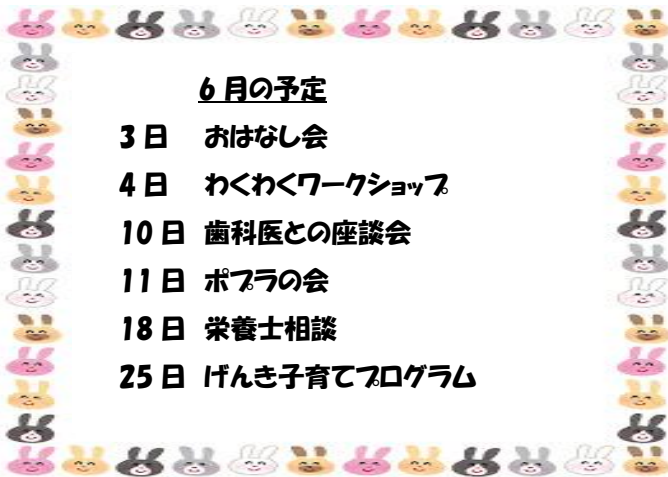 6月の予定
3日 おはなし会
4日 わくわくワークショップ
10日 歯科医との座談会
11日 ポプラの会
18日 栄養士相談
25日 げんき子育てプログラム